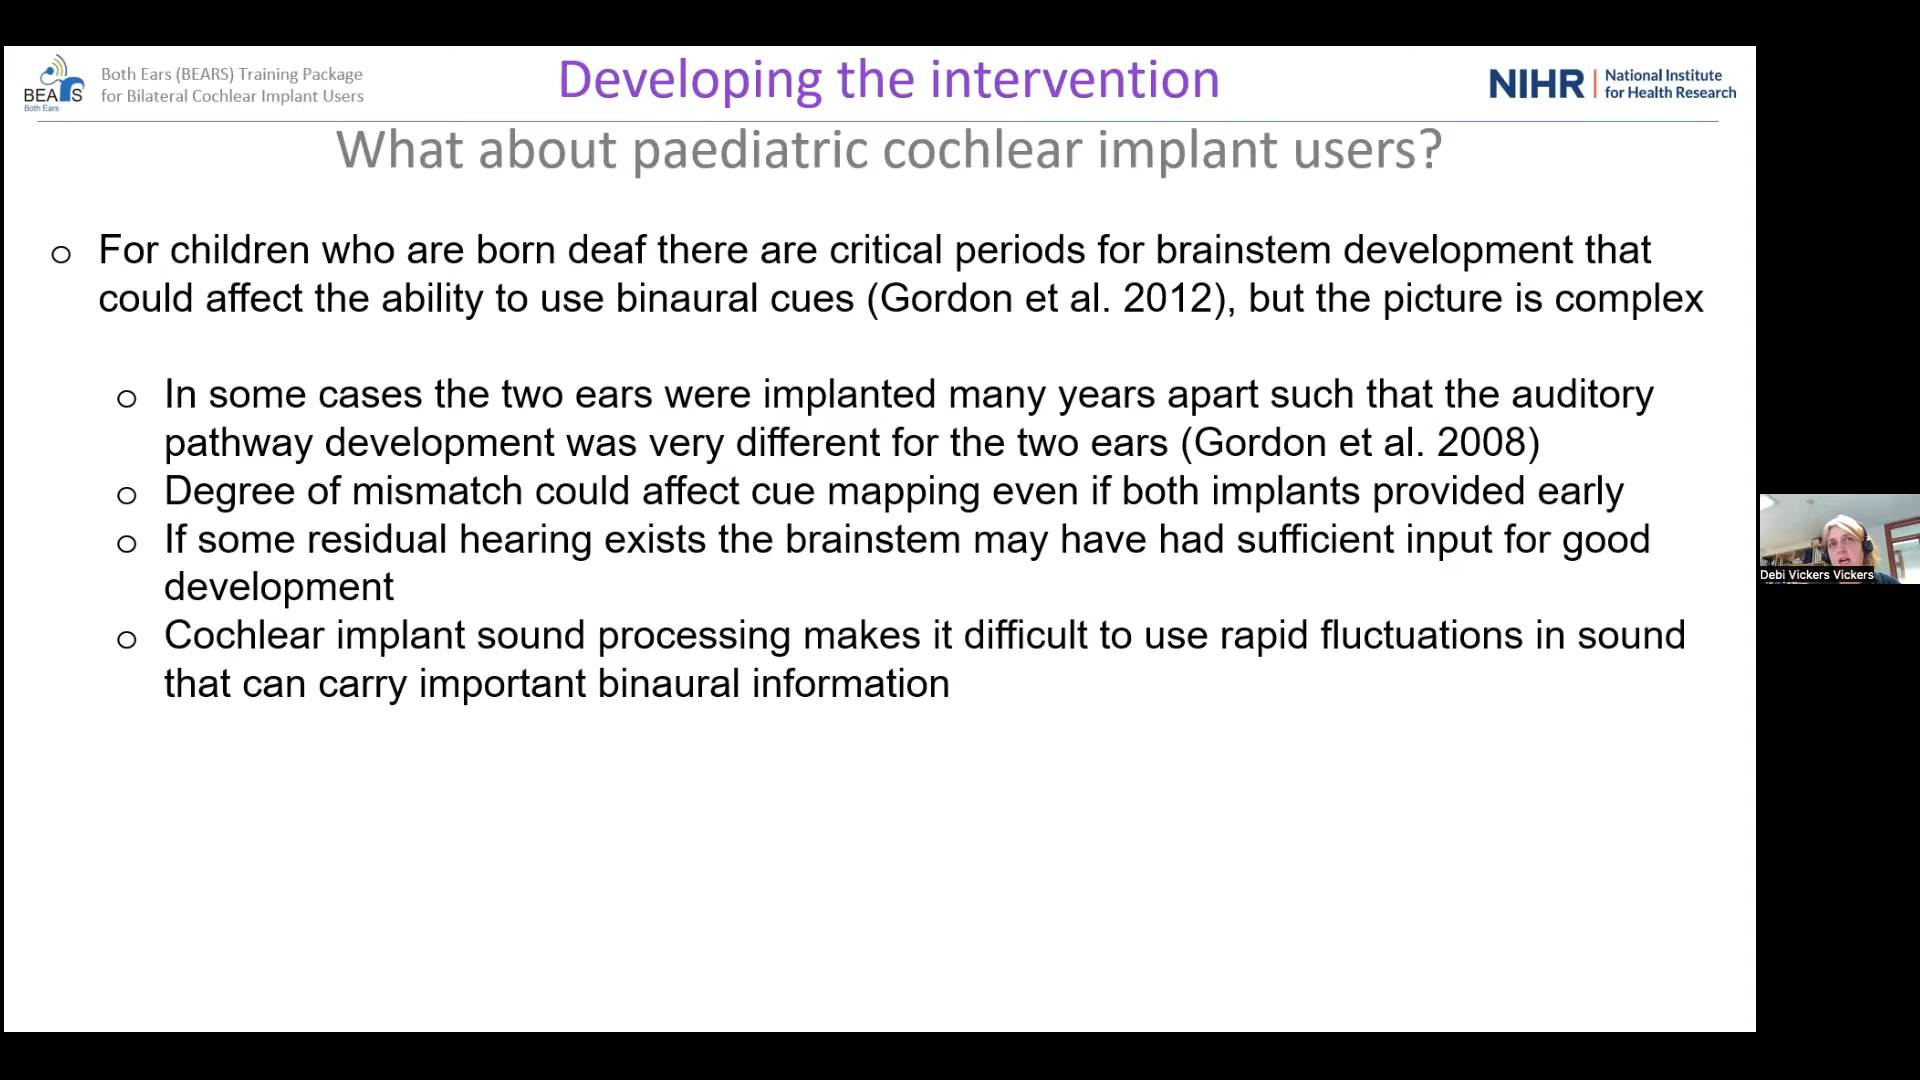 BEARS
Both Ears
Both Ears (BEARS) Training Package
for Bilateral Cochlear Implant Users
Developing the intervention
NIHR | National Institute
for Health Research
What about paediatric cochlear implant users?
o For children who are born deaf there are critical periods for brainstem development that
could affect the ability to use binaural cues (Gordon et al. 2012), but the picture is complex
o In some cases the two ears were implanted many years apart such that the auditory
pathway development was very different for the two ears (Gordon et al. 2008)
o Degree of mismatch could affect cue mapping even if both implants provided early
o If some residual hearing exists the brainstem may have had sufficient input for good
development
o Cochlear implant sound processing makes it difficult to use rapid fluctuations in sound
that can carry important binaural information
Debi Vickers Vickers